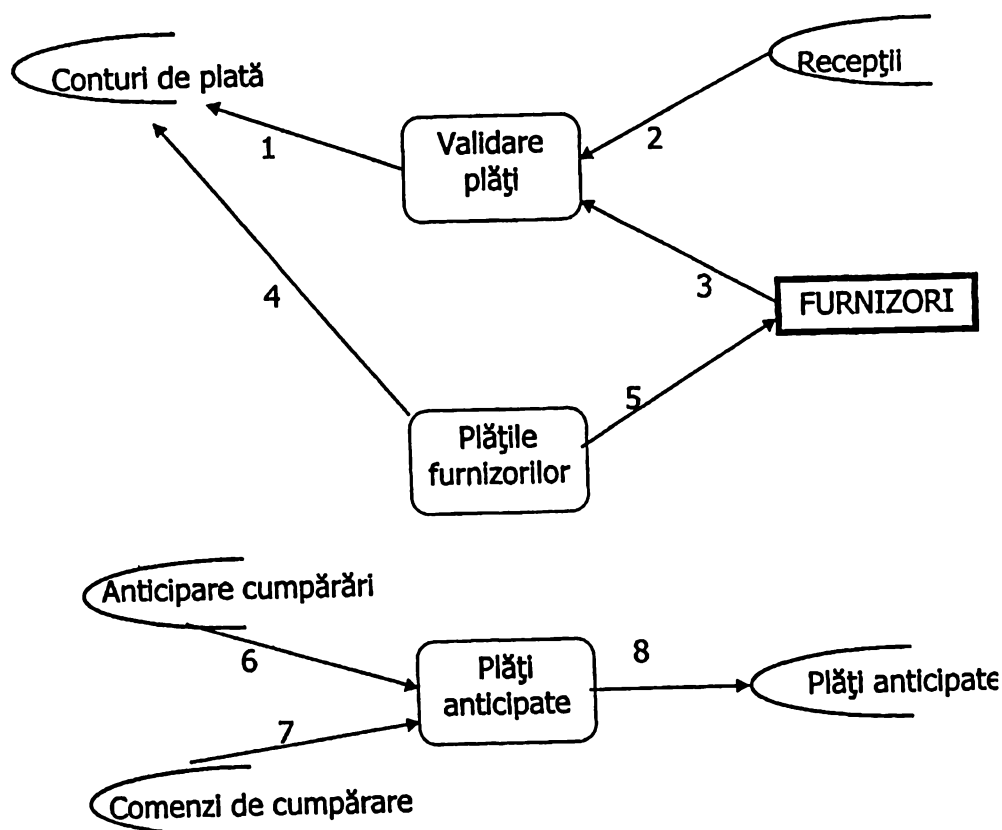 Conturi de plată
Recepţii
1
Validare
plăţi
2
4
3
FURNIZORI
5
Plăţile
furnizorilor
Anticipare cumpărări
6
Plăţi
anticipate
8
Plăţi anticipate
7
Comenzi de cumpărare